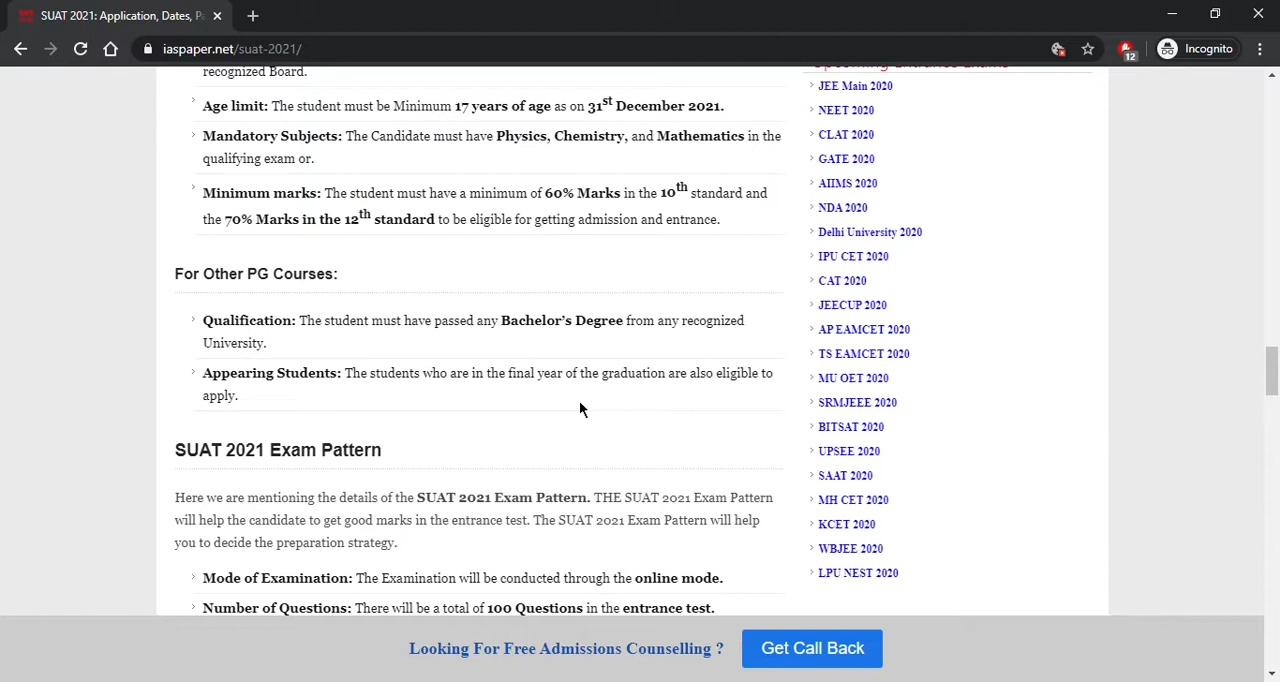 SUAT 2021: Application, Dates, P
iaspaper.net/suat-2021/
12
Incognito
recognized Board.
Age limit: The student must be Minimum 17 years of age as on 31st December 2021.
Mandatory Subjects: The Candidate must have Physics, Chemistry, and Mathematics in the
qualifying exam or.
Minimum marks: The student must have a minimum of 60% Marks in the 10th standard and
the 70% Marks in the 12th standard to be eligible for getting admission and entrance.
For Other PG Courses:
Qualification: The student must have passed any Bachelor's Degree from any recognized
University.
Appearing Students: The students who are in the final year of the graduation are also eligible to
apply.
SUAT 2021 Exam Pattern
Here we are mentioning the details of the SUAT 2021 Exam Pattern. THE SUAT 2021 Exam Pattern
will help the candidate to get good marks in the entrance test. The SUAT 2021 Exam Pattern will help
you to decide the preparation strategy.
Mode of Examination: The Examination will be conducted through the online mode.
Number of Questions: There will be a total of 100 Questions in the entrance test.
Upcoming Entrance Exams
JEE Main 2020
NEET 2020
CLAT 2020
GATE 2020
AIIMS 2020
NDA 2020
Delhi University 2020
IPU CET 2020
CAT 2020
JEECUP 2020
AP EAMCET 2020
TS EAMCET 2020
MU OET 2020
SRMJEEE 2020
BITSAT 2020
UPSEE 2020
SAAT 2020
MH CET 2020
KCET 2020
WBJEE 2020
LPU NEST 2020
Looking For Free Admissions Counselling ?
Get Call Back